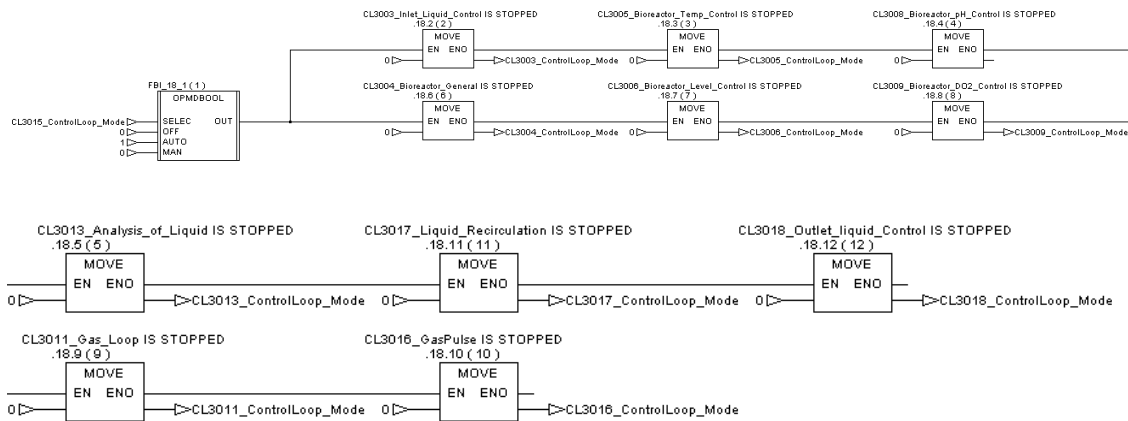 CL3003_Inlet_Liquid_Control IS STOPPED
.18.2 (2)
MOVE
EN ENO
0
CL3003_ControlLoop_Mode
CL3005_Bioreactor_Temp_Control IS STOPPED
.18.3 (3)
MOVE
EN ENO
0
CL3005_ControlLoop_Mode
CL3008_Bioreactor_pH_Control IS STOPPED
.18.4 (4)
MOVE
EN ENO
0
FBI_18_1 (1)
OPMDBOOL
CL3015_ControlLoop_Mode
SELEC OUT
0
OFF
1
AUTO
0
MAN
CL3004_Bioreactor_General IS STOPPED
.18.6 (6)
MOVE
EN ENO
0
CL3004_ControlLoop_Mode
CL3006_Bioreactor_Level_Control IS STOPPED
.18.7 (7)
MOVE
EN ENO
0
CL3006_ControlLoop_Mode
CL3009_Bioreactor_DO2_Control IS STOPPED
.18.8 (8)
MOVE
EN ENO
0
CL3009_ControlLoop_Mode
CL3013_Analysis_of_Liquid IS STOPPED
.18.5 (5)
MOVE
EN ENO
0
CL3013_ControlLoop_Mode
CL3017_Liquid_Recirculation IS STOPPED
.18.11 (11)
MOVE
EN ENO
0
CL3017_ControlLoop_Mode
CL3018_Outlet_liquid_Control IS STOPPED
.18.12 (12)
MOVE
EN ENO
0
CL3018_ControlLoop_Mode
CL3011_Gas_Loop IS STOPPED
.18.9 (9)
MOVE
EN ENO
0
CL3011_ControlLoop_Mode
CL3016_GasPulse IS STOPPED
.18.10 (10)
MOVE
EN ENO
0
CL3016_ControlLoop_Mode